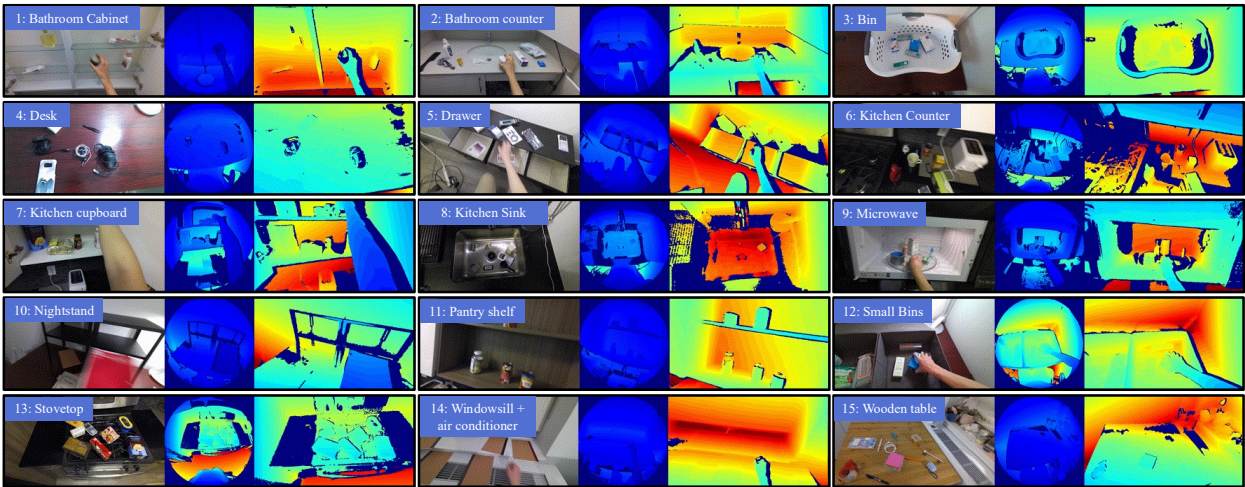 1: Bathroom Cabinet
2: Bathroom counter
3: Bin
4: Desk
5: Drawer
6: Kitchen Counter
7: Kitchen cupboard
8: Kitchen Sink
9: Microwave
10: Nightstand
11: Pantry shelf
12: Small Bins
13: Stovetop
14: Windowsill +
air conditioner
15: Wooden table